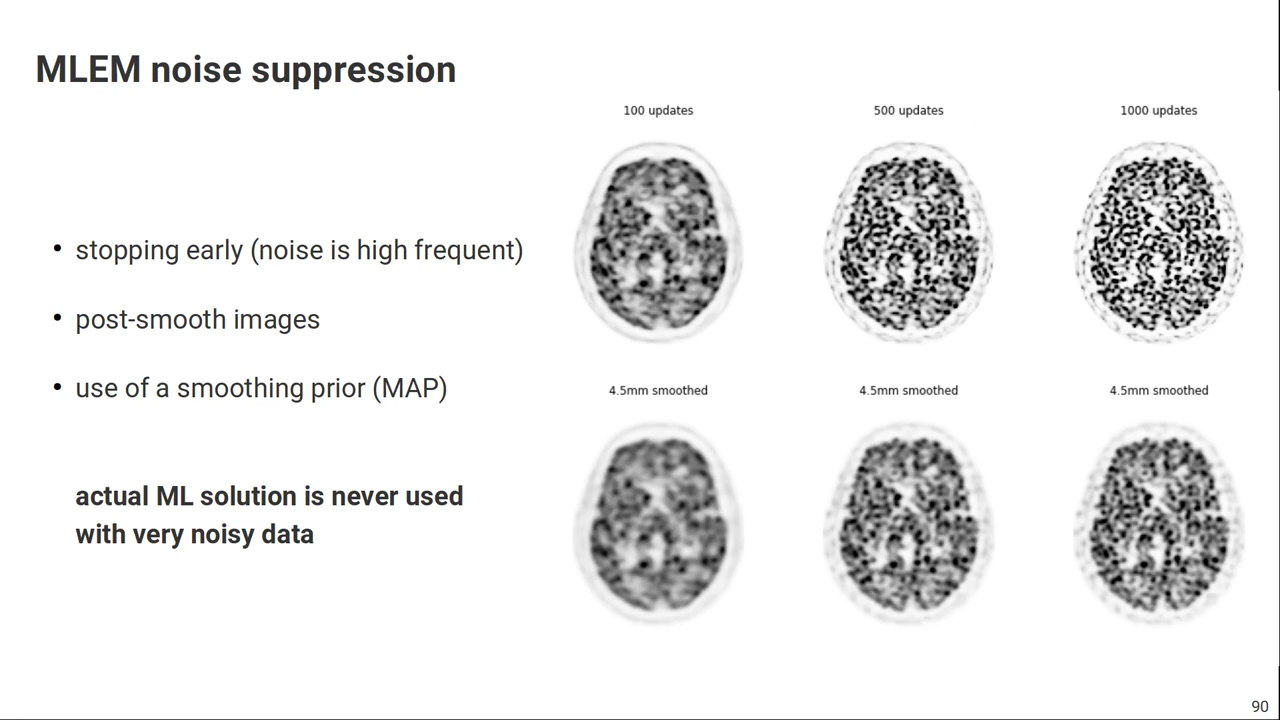 MLEM noise suppression
• stopping early (noise is high frequent)
• post-smooth images
• use of a smoothing prior (MAP)
actual ML solution is never used
with very noisy data
100 updates
500 updates
1000 updates
4.5mm smoothed
4.5mm smoothed
4.5mm smoothed
90